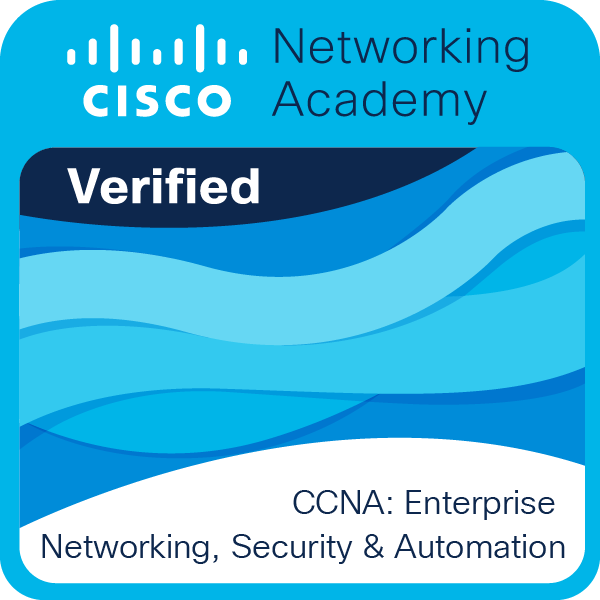 CISCO
Networking
Academy
Verified
CCNA: Enterprise
Networking, Security & Automation